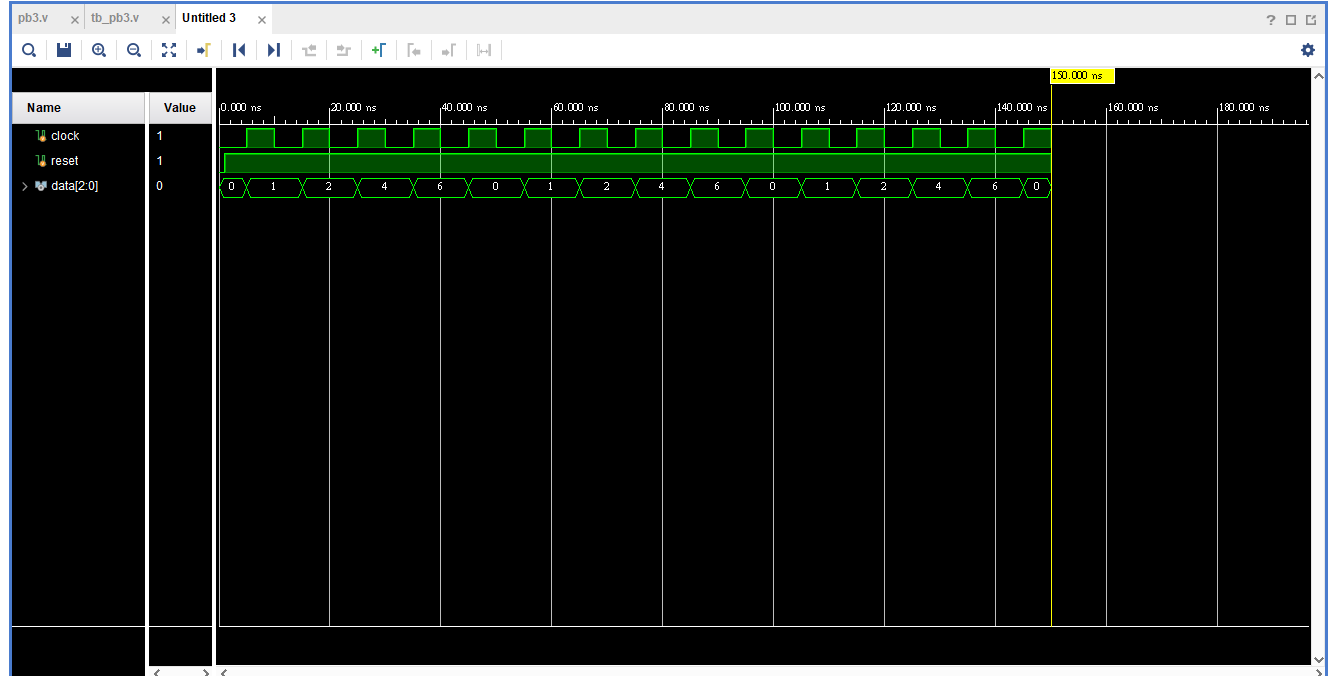 pb3.v × tb_pb3.v × Untitled 3 ×
?
150.000 ns
Name Value 0.000 ns 20.000 ns 40.000 ns 60.000 ns 80.000 ns 100.000 ns 120.000 ns 140.000 ns 160.000 ns 180.000 ns
clock 1
reset 1
data[2:0] 0 0 1 2 4 6 0 1 2 4 6 0 1 2 4 6 0